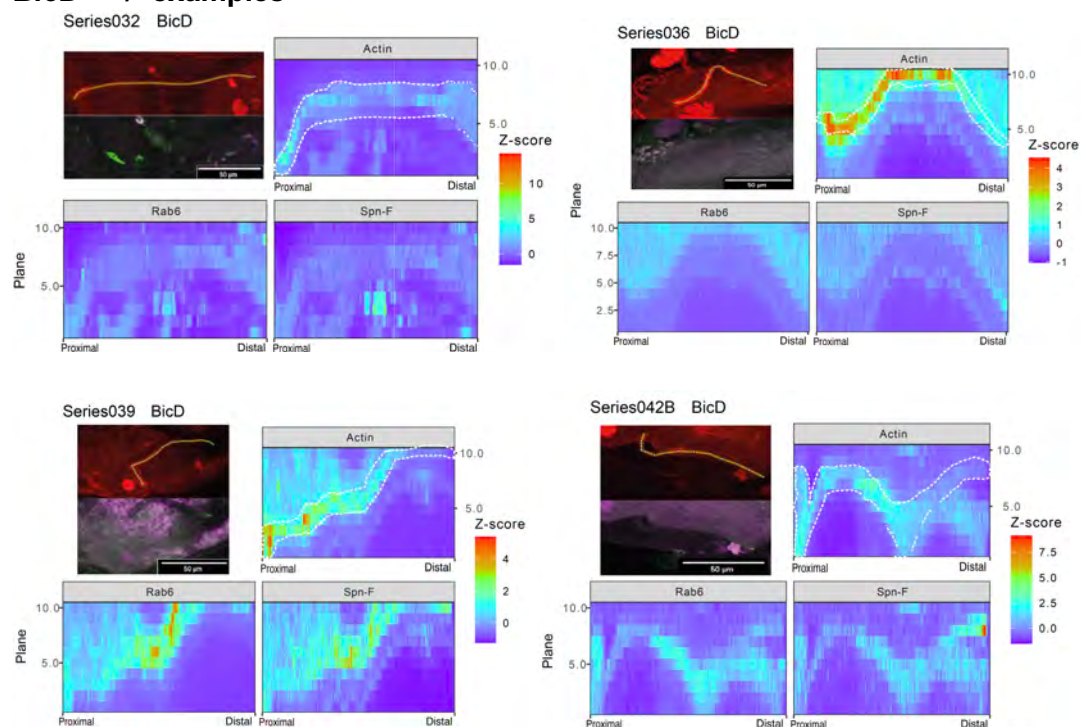 BicD examples
Series032 BicD
Actin
10.0
5.0
50 µm
Proximal Distal
Z-score
10
5
0
Rab6 Spn-F
Plane
10.0
5.0
Proximal Distal Proximal Distal
Series036 BicD
Actin
10.0
5.0
50 µm
Proximal Distal
Z-score
4
3
2
1
0
-1
Rab6 Spn-F
Plane
10.0
7.5
5.0
2.5
Proximal Distal Proximal Distal
Series039 BicD
Actin
10.0
5.0
50 µm
Proximal Distal
Z-score
4
2
0
Rab6 Spn-F
Plane
10.0
5.0
Proximal Distal Proximal Distal
Series042B BicD
Actin
10.0
5.0
50 µm
Proximal Distal
Z-score
7.5
5.0
2.5
0.0
Rab6 Spn-F
Plane
10.0
5.0
Proximal Distal Proximal Distal